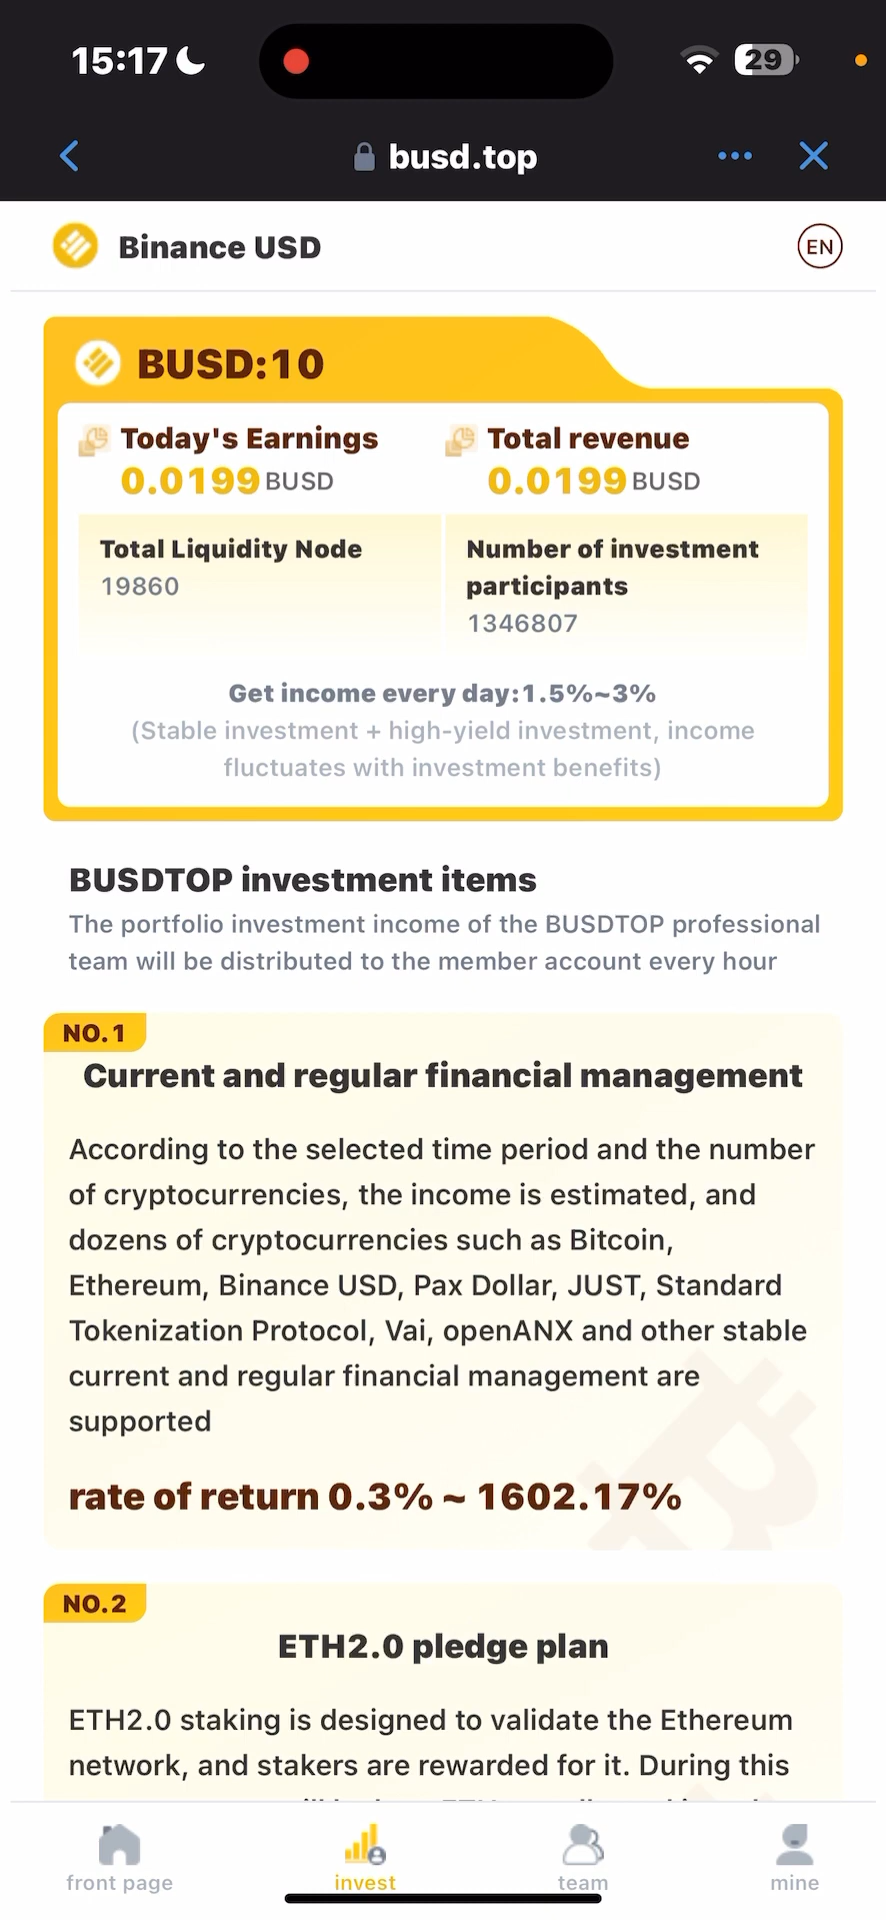 15:17
29
busd.top
Binance USD
EN
BUSD:10
Today's Earnings
0.0199 BUSD
Total revenue
0.0199 BUSD
Total Liquidity Node
19860
Number of investment
participants
1346807
Get income every day:1.5%~3%
(Stable investment + high-yield investment, income
fluctuates with investment benefits)
BUSDTOP investment items
The portfolio investment income of the BUSDTOP professional
team will be distributed to the member account every hour
NO.1
Current and regular financial management
According to the selected time period and the number
of cryptocurrencies, the income is estimated, and
dozens of cryptocurrencies such as Bitcoin,
Ethereum, Binance USD, Pax Dollar, JUST, Standard
Tokenization Protocol, Vai, openANX and other stable
current and regular financial management are
supported
rate of return 0.3% ~ 1602.17%
NO.2
ETH2.0 pledge plan
ETH2.0 staking is designed to validate the Ethereum
network, and stakers are rewarded for it. During this
front page
invest
team
mine